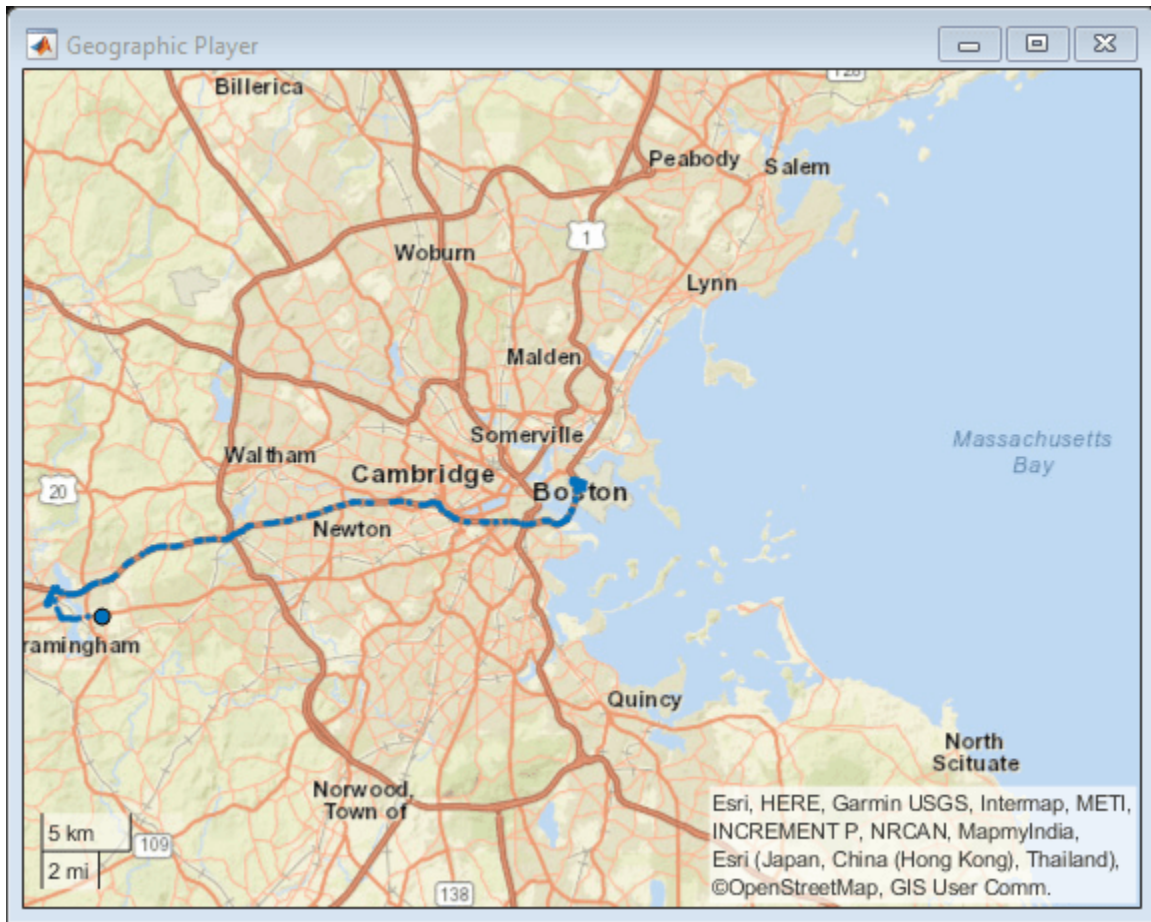 Geographic Player
Billerica
128
Peabody
Salem
1
Woburn
Lynn
Malden
Somerville
Waltham
Cambridge
Massachusetts
Bay
20
Boston
Newton
ramingham
Quincy
North
Scituate
Norwood,
Town of
5 km
2 mi
109
138
Esri, HERE, Garmin USGS, Intermap, METI,
INCREMENT P, NRCAN, MapmyIndia,
Esri (Japan, China (Hong Kong), Thailand),
©OpenStreetMap, GIS User Comm.